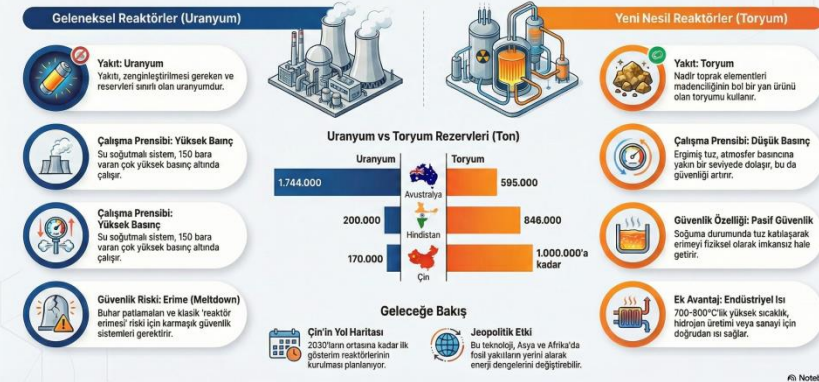 Geleneksel Reaktörler (Uranyum)
Yakıt: Uranyum
Yakıtı, zenginleştirilmesi gereken ve
rezervleri sınırlı olan uranyumdur.
Çalışma Prensibi: Yüksek Baınç
Su soğutmalı sistem, 150 bara
varan çok yüksek basınç altında
çalışır.
Çalışma Prensibi:
Yüksek Basınç
Su soğutmalı sistem, 150 bara
varan çok yüksek basınç altında
çalışır.
Güvenlik Riski: Erime (Meltdown)
Buhar patlamaları ve klasik 'reaktör
erimesi' riski için karmaşık güvenlik
sistemleri gerektirir.
Uranyum vs Toryum Rezervleri (Ton)
Uranyum Toryum
1.744.000 Avustralya 595.000
200.000 Hindistan 846.000
170.000 Çin 1.000.000'a
kadar
Geleceğe Bakış
Çin'in Yol Haritası
2030'ların ortasına kadar ilk
gösterim reaktörlerinin
kurulması planlanıyor.
Jeopolitik Etki
Bu teknoloji, Asya ve Afrika'da
fosil yakıtların yerini alarak
enerji dengelerini değiştirebilir.
Yeni Nesil Reaktörler (Toryum)
Yakıt: Toryum
Nadir toprak elementleri
madenciliğinin bol bir yan ürünü
olan toryumu kullanır.
Çalışma Prensibi: Düşük Basınç
Ergimiş tuz, atmosfer basıncına
yakın bir seviyede dolaşır, bu da
güvenliği artırır.
Güvenlik Özelliği: Pasif Güvenlik
Soğuma durumunda tuz katılaşarak
erimeyi fiziksel olarak imkansız hale
getirir.
Ek Avantaj: Endüstriyel Isı
700-800°C'lik yüksek sıcaklık,
hidrojen üretimi veya sanayi için
doğrudan ısı sağlar.
Noteb